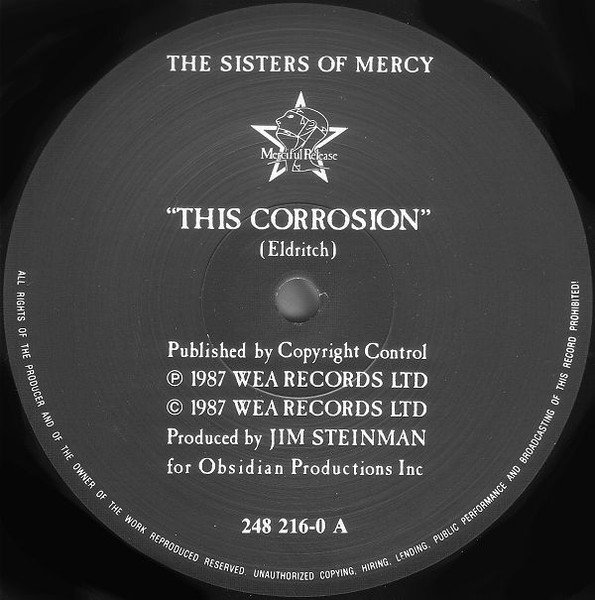 THE SISTERS OF MERCY
Merciful Release
"THIS CORROSION"
(Eldritch)
Published by Copyright Control
℗ 1987 WEA RECORDS LTD
© 1987 WEA RECORDS LTD
Produced by JIM STEINMAN
for Obsidian Productions Inc
248 216-0 A
ALL RIGHTS OF THE PRODUCER AND OF THE OWNER OF THE WORK REPRODUCED RESERVED. UNAUTHORIZED COPYING, HIRING, LENDING, PUBLIC PERFORMANCE AND BROADCASTING OF THIS RECORD PROHIBITED!